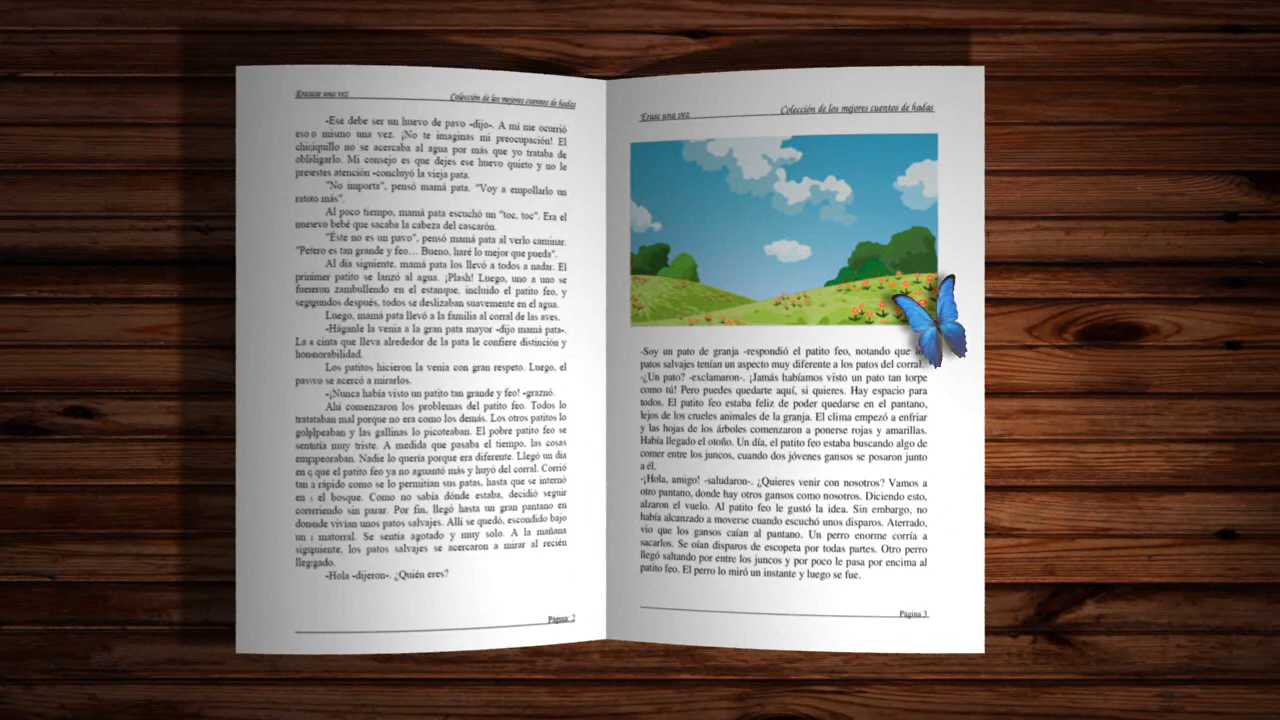 Erase una vez
Colección de los mejores cuentos de hadas
-Ese debe ser un huevo de pavo -dijo-. A mí me ocurrió
eso mismo una vez. ¡No te imaginas mi preocupación! El
chiquillo no se acercaba al agua por más que yo trataba de
obligarlo. Mi consejo es que dejes ese huevo quieto y no le
prestes atención -concluyó la vieja pata.
"No importa", pensó mamá pata. "Voy a empollarlo un
rato más".
Al poco tiempo, mamá pata escuchó un "toc, toc". Era el
nuevo bebé que sacaba la cabeza del cascarón.
"Éste no es un pavo", pensó mamá pata al verlo caminar.
"Pero es tan grande y feo... Bueno, haré lo mejor que pueda".
Al día siguiente, mamá pata los llevó a todos a nadar. El
primer patito se lanzó al agua. ¡Plash! Luego, uno a uno se
fueron zambullendo en el estanque, incluido el patito feo, y
segundos después, todos se deslizaban suavemente en el agua.
Luego, mamá pata llevó a la familia al corral de las aves.
-Háganle la venia a la gran pata mayor -dijo mamá pata-.
La cinta que lleva alrededor de la pata le confiere distinción y
honorabilidad.
Los patitos hicieron la venia con gran respeto. Luego, el
pavo se acercó a mirarlos.
-¡Nunca había visto un patito tan grande y feo! -graznó.
Ahí comenzaron los problemas del patito feo. Todos lo
trataban mal porque no era como los demás. Los otros patitos lo
golpeaban y las gallinas lo picoteaban. El pobre patito feo se
sentía muy triste. A medida que pasaba el tiempo, las cosas
empeoraban. Nadie lo quería porque era diferente. Llegó un día
en que el patito feo ya no aguantó más y huyó del corral. Corrió
tan rápido como se lo permitían sus patas, hasta que se internó
en el bosque. Como no sabía dónde estaba, decidió seguir
corriendo sin parar. Por fin, llegó hasta un gran pantano en
donde vivían unos patos salvajes. Allí se quedó, escondido bajo
un matorral. Se sentía agotado y muy solo. A la mañana
siguiente, los patos salvajes se acercaron a mirar al recién
llegado.
-Hola -dijeron-. ¿Quién eres?
Página 2
Erase una vez
Colección de los mejores cuentos de hadas
-Soy un pato de granja -respondió el patito feo, notando que
patos salvajes tenían un aspecto muy diferente a los patos del corral.
-¿Un pato? -exclamaron-. ¡Jamás habíamos visto un pato tan torpe
como tú! Pero puedes quedarte aquí, si quieres. Hay espacio para
todos. El patito feo estaba feliz de poder quedarse en el pantano,
lejos de los crueles animales de la granja. El clima empezó a enfriar
y las hojas de los árboles comenzaron a ponerse rojas y amarillas.
Había llegado el otoño. Un día, el patito feo estaba buscando algo de
comer entre los juncos, cuando dos jóvenes gansos se posaron junto
a él.
-¡Hola, amigo! -saludaron-. ¿Quieres venir con nosotros? Vamos a
otro pantano, donde hay otros gansos como nosotros. Diciendo esto,
alzaron el vuelo. Al patito feo le gustó la idea. Sin embargo, no
había alcanzado a moverse cuando escuchó unos disparos. Aterrado,
vio que los gansos caían al pantano. Un perro enorme corría a
sacarlos. Se oían disparos de escopeta por todas partes. Otro perro
llegó saltando por entre los juncos y por poco le pasa por encima al
patito feo. El perro lo miró un instante y luego se fue.
Página 3